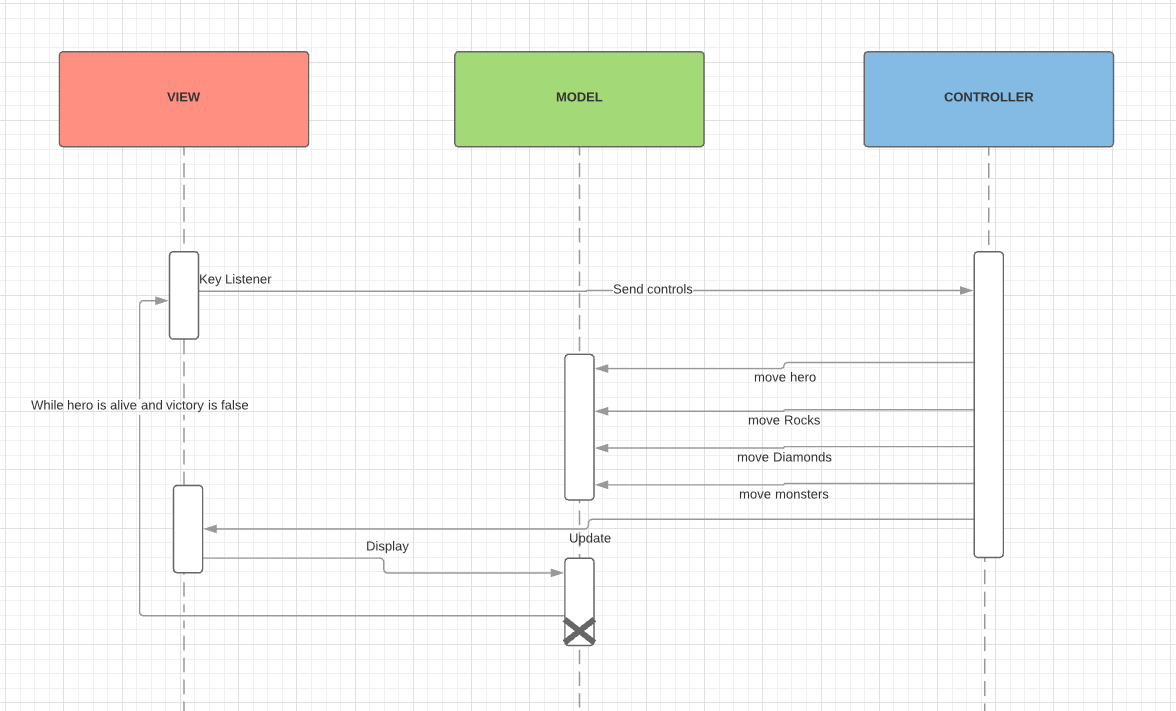 VIEW
MODEL
CONTROLLER
Key Listener
Send controls
move hero
While hero is alive and victory is false
move Rocks
move Diamonds
move monsters
Update
Display